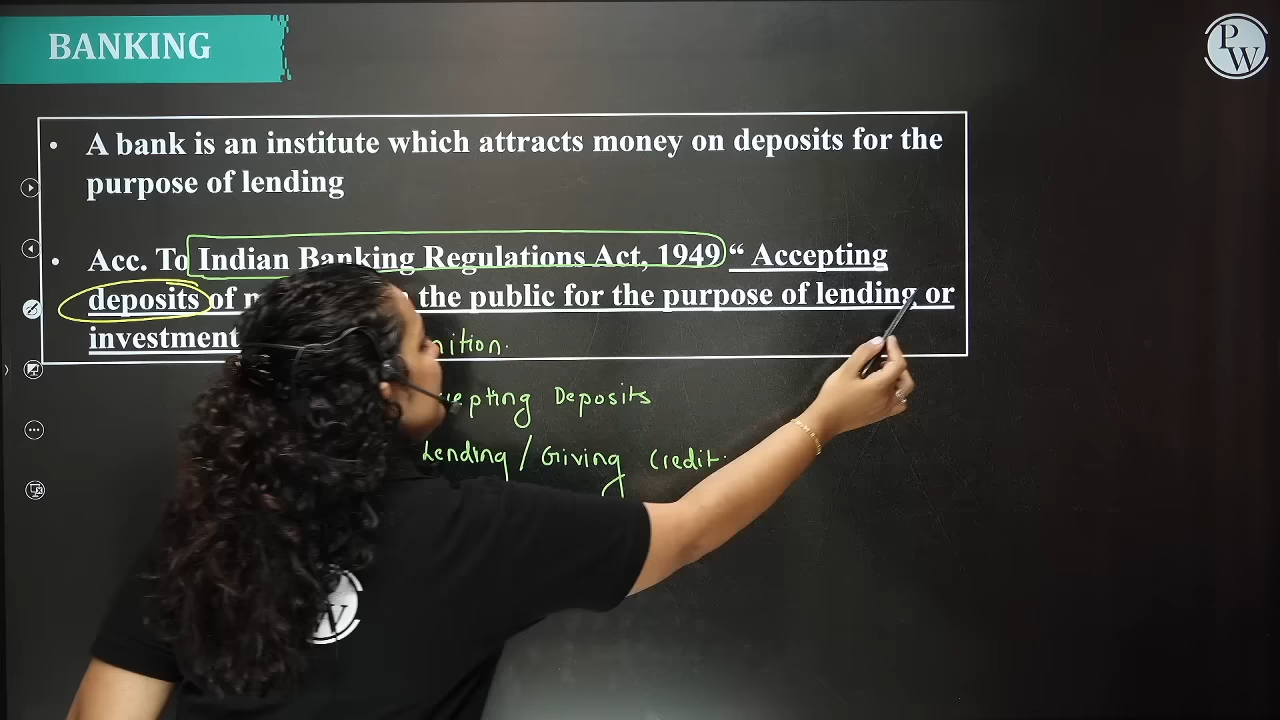 BANKING
PW
• A bank is an institute which attracts money on deposits for the
purpose of lending
• Acc. To Indian Banking Regulations Act, 1949 “ Accepting
deposits of the public for the purpose of lending or
investment
Accepting Deposits
Lending / Giving Credit
W